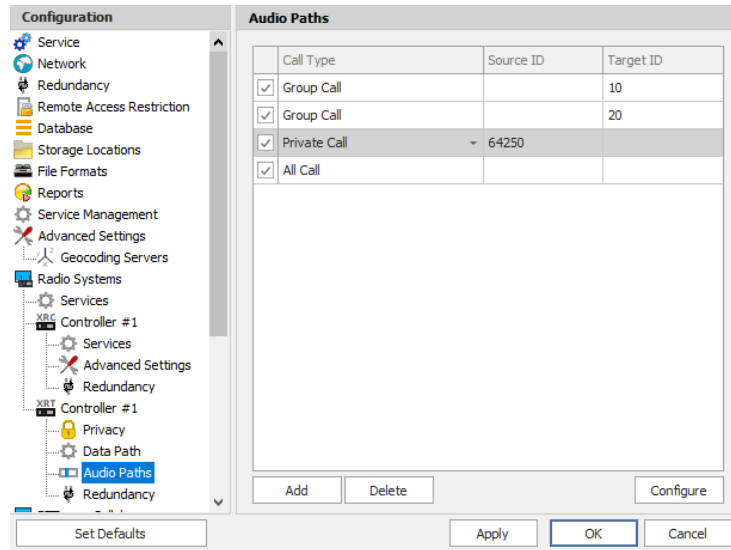 Configuration
Service
Network
Redundancy
Remote Access Restriction
Database
Storage Locations
File Formats
Reports
Service Management
Advanced Settings
Geocoding Servers
Radio Systems
Services
XRC Controller #1
Services
Advanced Settings
Redundancy
XRT Controller #1
Privacy
Data Path
Audio Paths
Redundancy
Set Defaults
Audio Paths
Call Type Source ID Target ID
Group Call 10
Group Call 20
Private Call 64250
All Call
Add Delete Configure
Apply OK Cancel